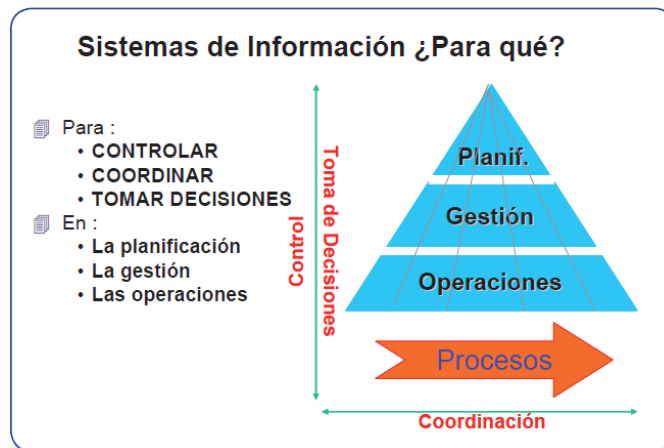 Sistemas de Información ¿Para qué?
Para :
• CONTROLAR
• COORDINAR
• TOMAR DECISIONES
En :
• La planificación
• La gestión
• Las operaciones
Control
Toma de Decisiones
Planif.
Gestión
Operaciones
Procesos
Coordinación